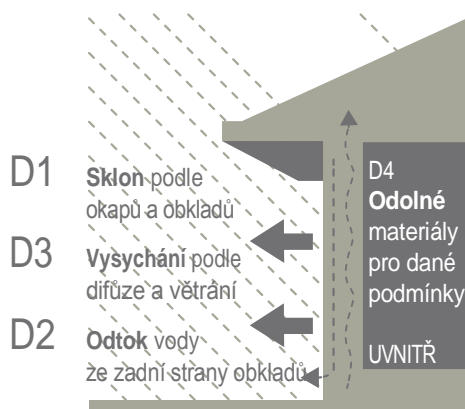 D1
Sklon podle
okapů a obkladů
D3
Vysychání podle
difúze a větrání
D2
Odtok vody
ze zadní strany obkladů
D4
Odolné
materiály
pro dané
podmínky
UVNITŘ